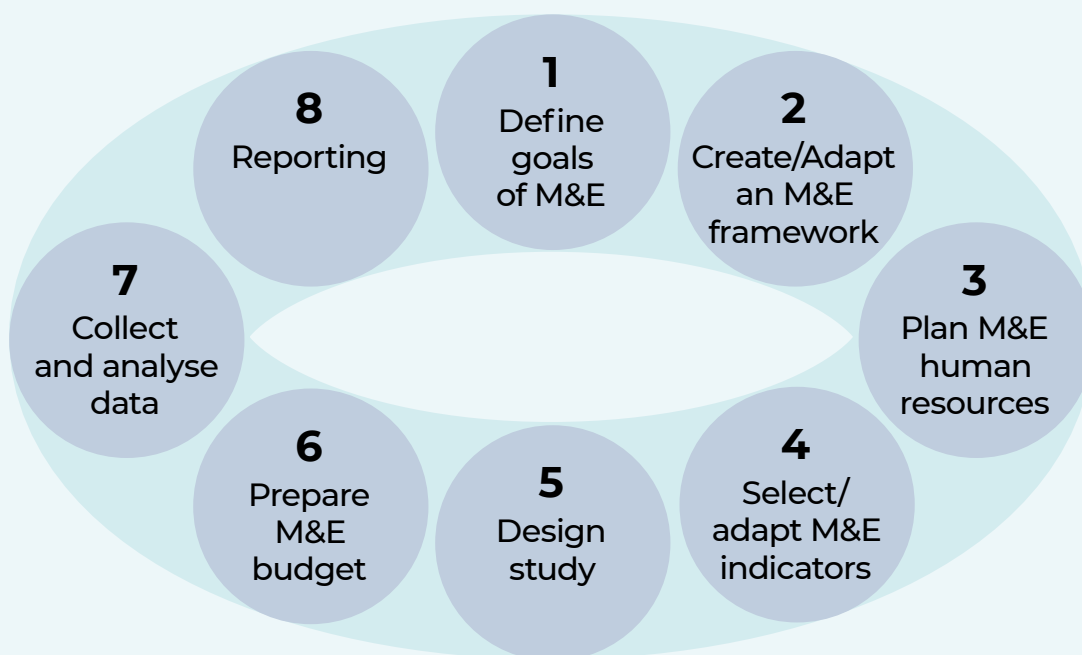 1
Define
goals
of M&E
2
Create/Adapt
an M&E
framework
3
Plan M&E
human
resources
4
Select/
adapt M&E
indicators
5
Design
study
6
Prepare
M&E
budget
7
Collect
and analyse
data
8
Reporting